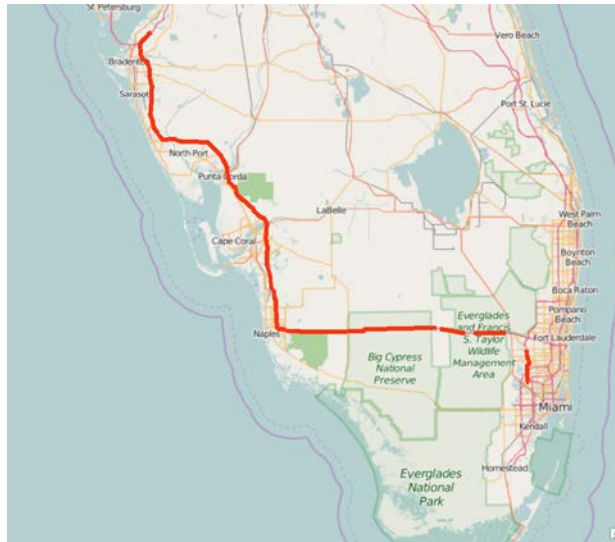 St. Petersburg
Vero Beach
Bradento
Sarasot
Port St. Lucie
North Port
Punta Gorda
LaBelle
West Palm
Beach
Cape Coral
Boynton
Beach
Boca Raton
Pompano
Beach
Everglades
and Francis
S. Taylor
Wildlife
Management
Area
Naples
Fort Lauderdale
Big Cypress
National
Preserve
Miami
Kendall
Homestead
Everglades
National
Park